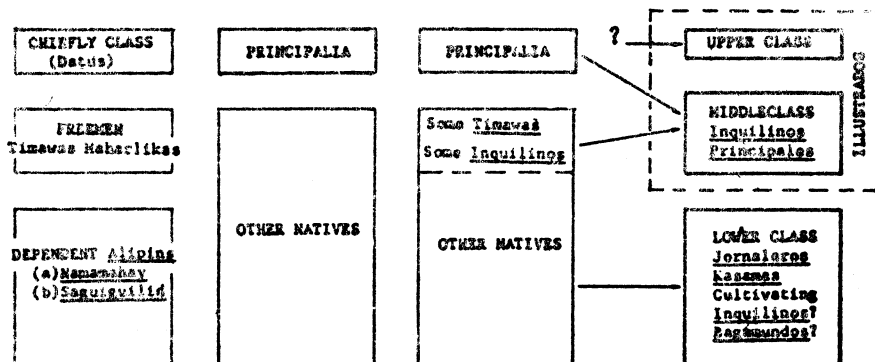 CHIEFLY CLASS
(Datus)
FREEMEN
Timawas Maharlikas
DEPENDENT Alipins
(a) Namamahay
(b) Saguiguilid
PRINCIPALIA
OTHER NATIVES
PRINCIPALIA
Some Timawas
Some Inquilinos
OTHER NATIVES
?
UPPER CLASS
MIDDLECLASS
Inquilinos
Principales
ILLUSTRADOS
LOWER CLASS
Jornaleros
Kasamas
Cultivating
Inquilinos?
Bagamundos?